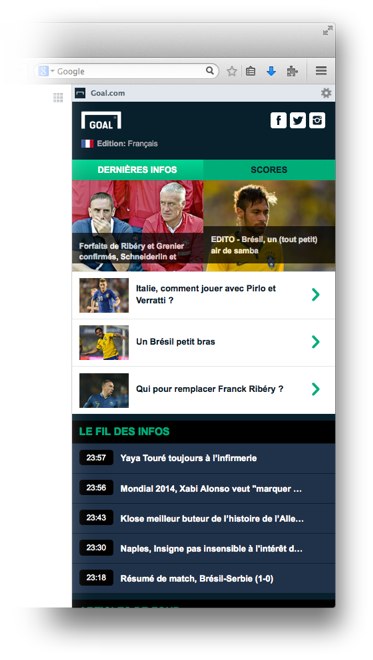 Google
Goal.com
GOAL
Edition: Français
DERNIÈRES INFOS
SCORES
Forfaits de Ribéry et Grenier
confirmés, Schneiderlin et
EDITO - Brésil, un (tout petit)
air de samba
Italie, comment jouer avec Pirlo et
Verratti ?
Un Brésil petit bras
Qui pour remplacer Franck Ribéry ?
LE FIL DES INFOS
23:57 Yaya Touré toujours à l'infirmerie
23:56 Mondial 2014, Xabi Alonso veut "marquer ...
23:43 Klose meilleur buteur de l'histoire de l'Alle...
23:30 Naples, Insigne pas insensible à l'intérêt d...
23:18 Résumé de match, Brésil-Serbie (1-0)